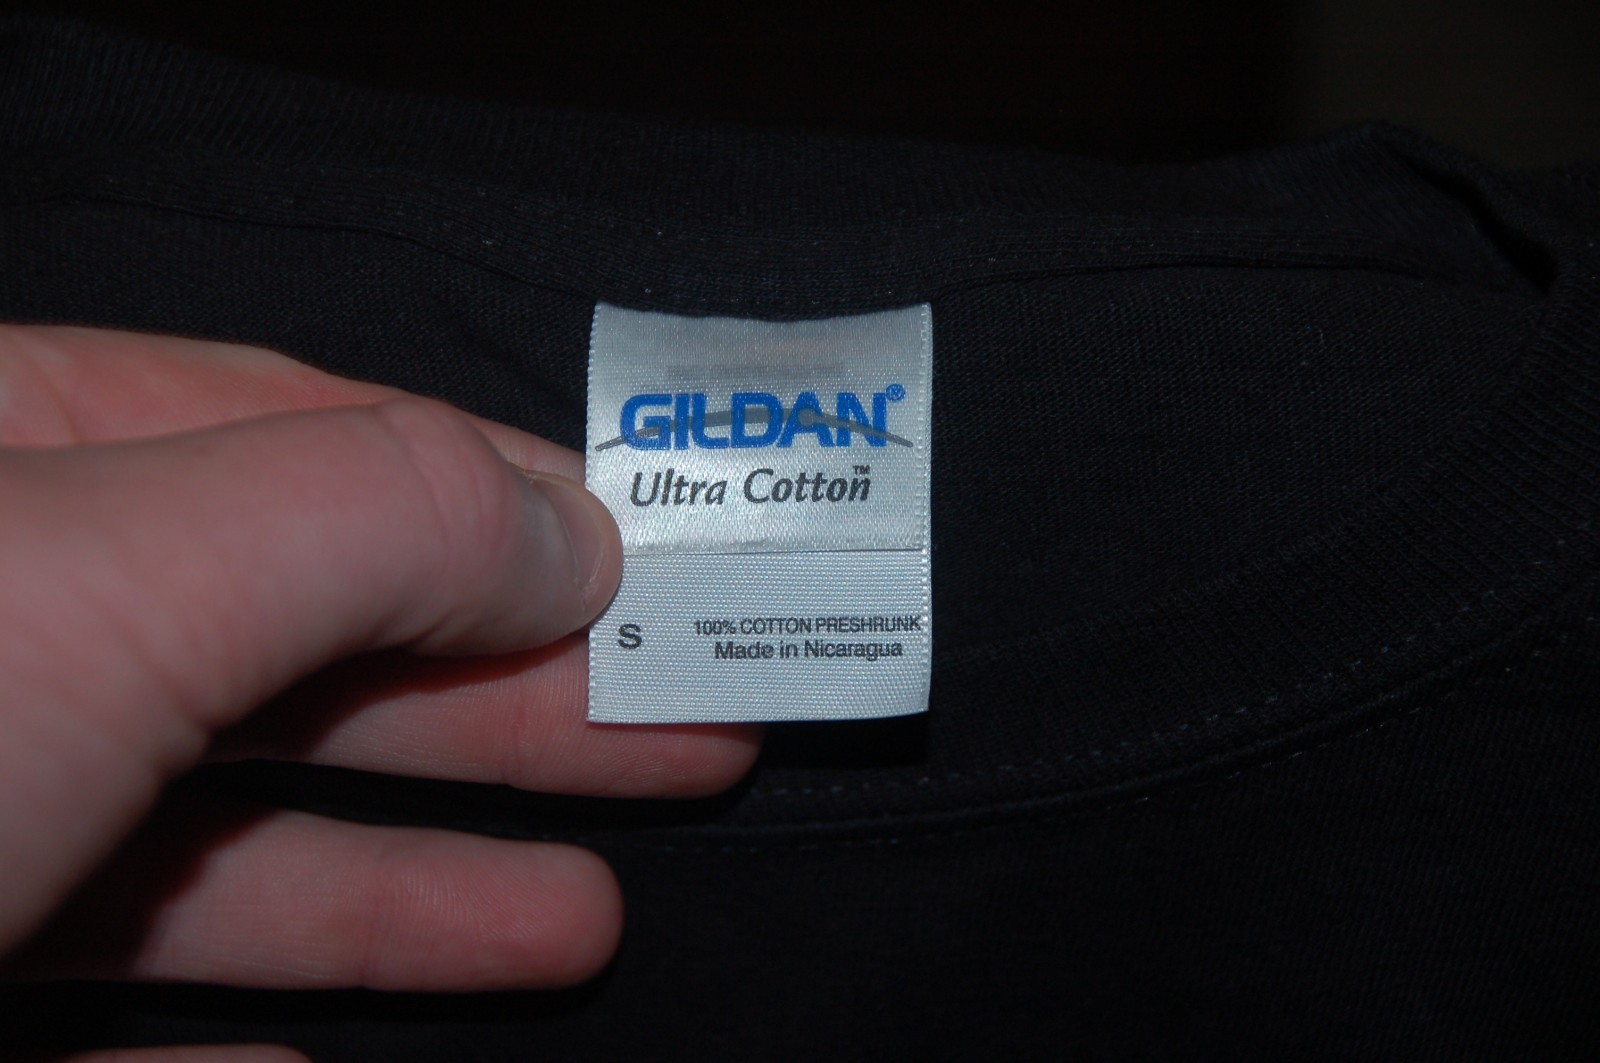 GILDAN®
Ultra Cotton™
S 100% COTTON PRESHRUNK
Made in Nicaragua